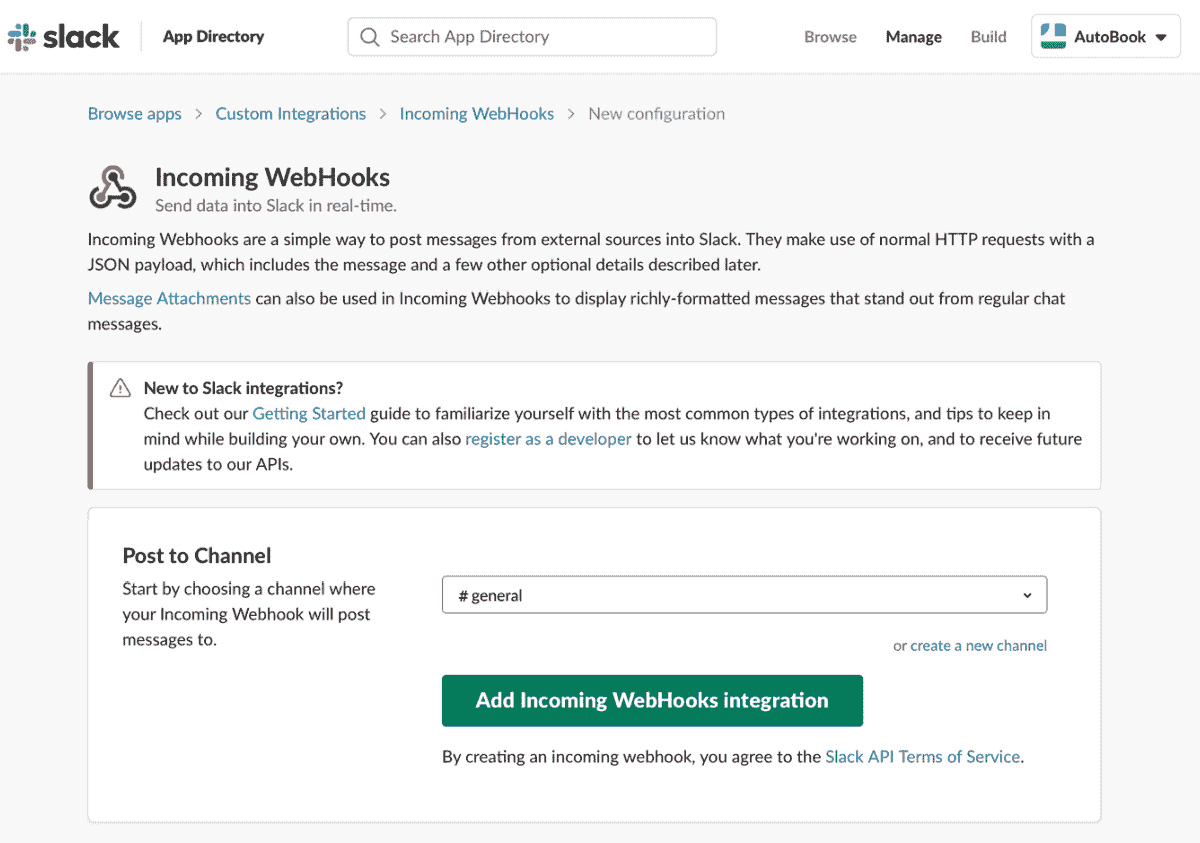 slack App Directory Search App Directory Browse Manage Build AutoBook
Browse apps > Custom Integrations > Incoming WebHooks > New configuration
Incoming WebHooks
Send data into Slack in real-time.
Incoming Webhooks are a simple way to post messages from external sources into Slack. They make use of normal HTTP requests with a
JSON payload, which includes the message and a few other optional details described later.
Message Attachments can also be used in Incoming Webhooks to display richly-formatted messages that stand out from regular chat
messages.
New to Slack integrations?
Check out our Getting Started guide to familiarize yourself with the most common types of integrations, and tips to keep in
mind while building your own. You can also register as a developer to let us know what you're working on, and to receive future
updates to our APIs.
Post to Channel
Start by choosing a channel where
your Incoming Webhook will post
messages to.
# general
or create a new channel
Add Incoming WebHooks integration
By creating an incoming webhook, you agree to the Slack API Terms of Service.